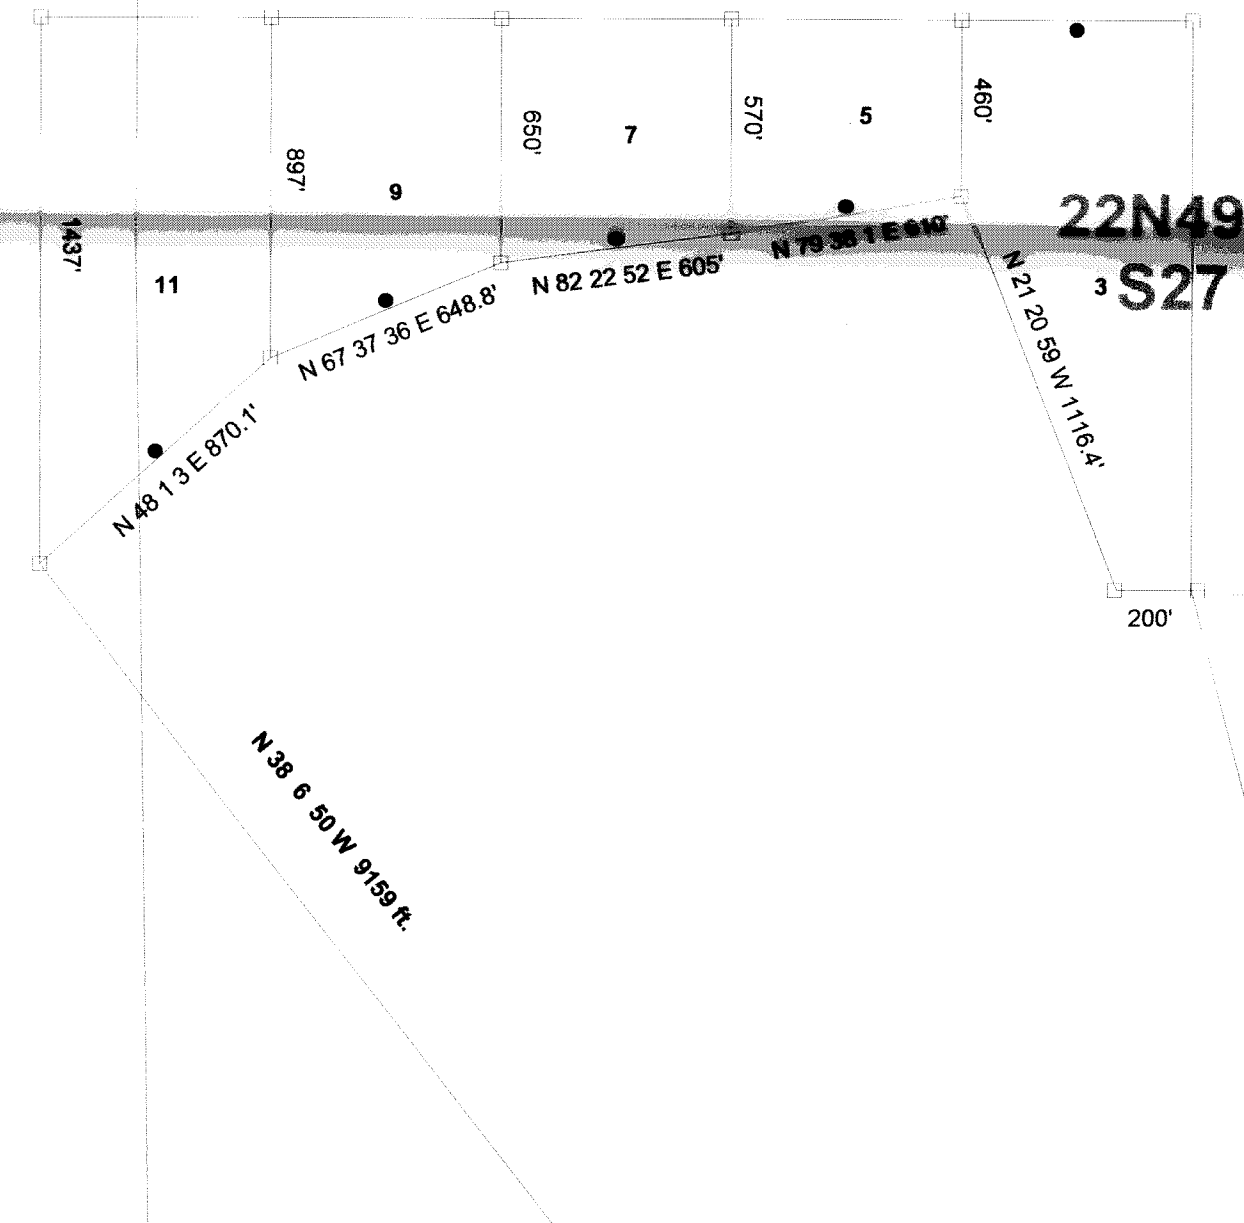 460'
570'
650'
5
7
897'
9
22N49
1437'
N 79 36 1 E 610'
N 82 22 52 E 605'
11
3
S27
N 67 37 36 E 648.8'
N 21 20 59 W 1116.4'
N 48 1 3 E 870.1'
200'
N 38 6 50 W 9159 ft.